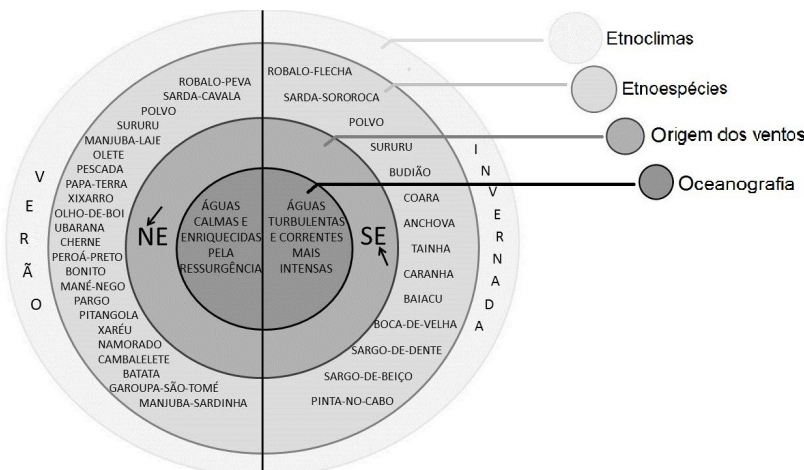 Etnoclimas
Etnoespécies
Origem dos ventos
Oceanografia
VERÃO
ROBALO-PEVA
SARDA-CAVALA
POLVO
SURURU
MANJUBA-LAJE
OLETE
PESCADA
PAPA-TERRA
XIXARRO
OLHO-DE-BOI
UBARANA
CHERNE
PEROÁ-PRETO
BONITO
MANÉ-NEGO
PARGO
PITANGOLA
XARÉU
NAMORADO
CAMBALELETE
BATATA
GAROUPA-SÃO-TOMÉ
MANJUBA-SARDINHA
NE
ÁGUAS
CALMAS E
ENRIQUECIDAS
PELA
RESSURGÊNCIA
ÁGUAS
TURBULENTAS
E CORRENTES
MAIS
INTENSAS
SE
ROBALO-FLECHA
SARDA-SOROROCA
POLVO
SURURU
BUDIÃO
COARA
ANCHOVA
TAINHA
CARANHA
BAIACU
BOCA-DE-VELHA
SARGO-DE-DENTE
SARGO-DE-BEIÇO
PINTA-NO-CABO
INVERNADA